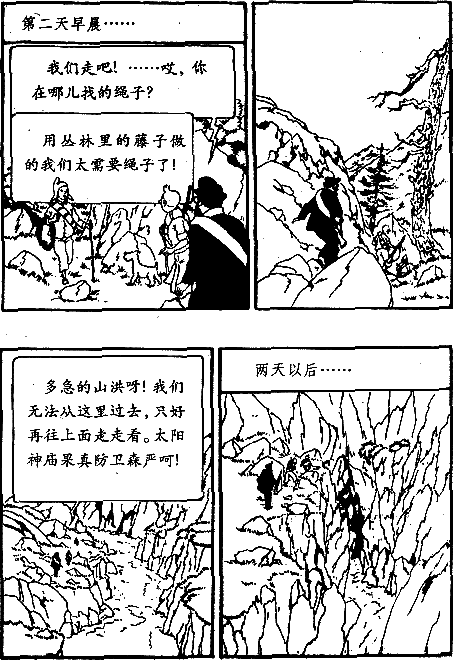 第二天早展……
我们走吧！……哎，你
在哪儿找的绳子？
用丛林里的藤子做
的我们太需要绳子了！
多急的山洪呀！我们
无法从这里过去，只好
再往上面走走看。太阳
神庙果真防卫森严呵！
两天以后……